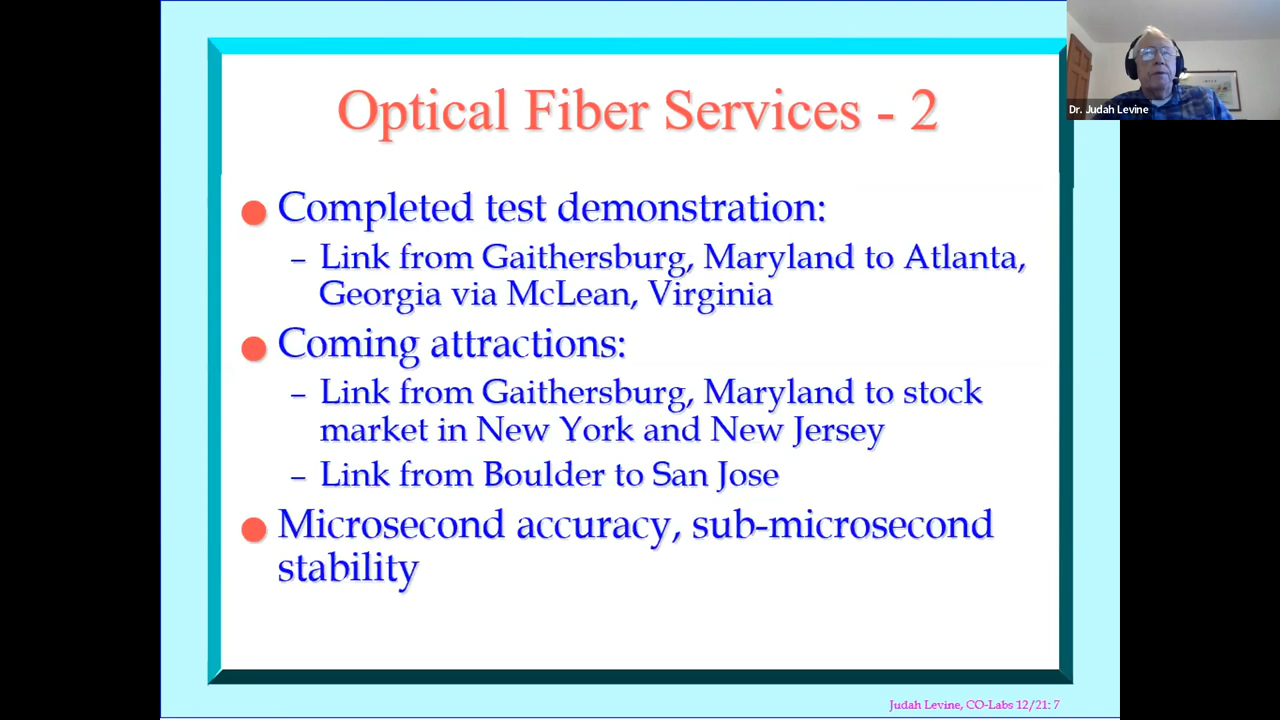 Optical Fiber Services - 2
Dr. Judah Levine
Completed test demonstration:
– Link from Gaithersburg, Maryland to Atlanta,
Georgia via McLean, Virginia
Coming attractions:
– Link from Gaithersburg, Maryland to stock
market in New York and New Jersey
– Link from Boulder to San Jose
Microsecond accuracy, sub-microsecond
stability
Judah Levine, CO-Labs 12/21: 7